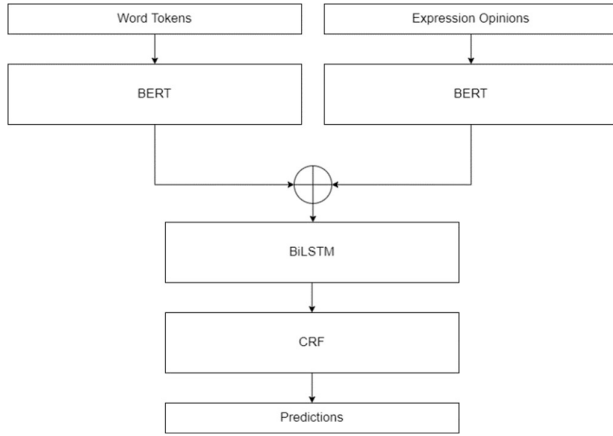 Word Tokens
Expression Opinions
BERT
BERT
BiLSTM
CRF
Predictions